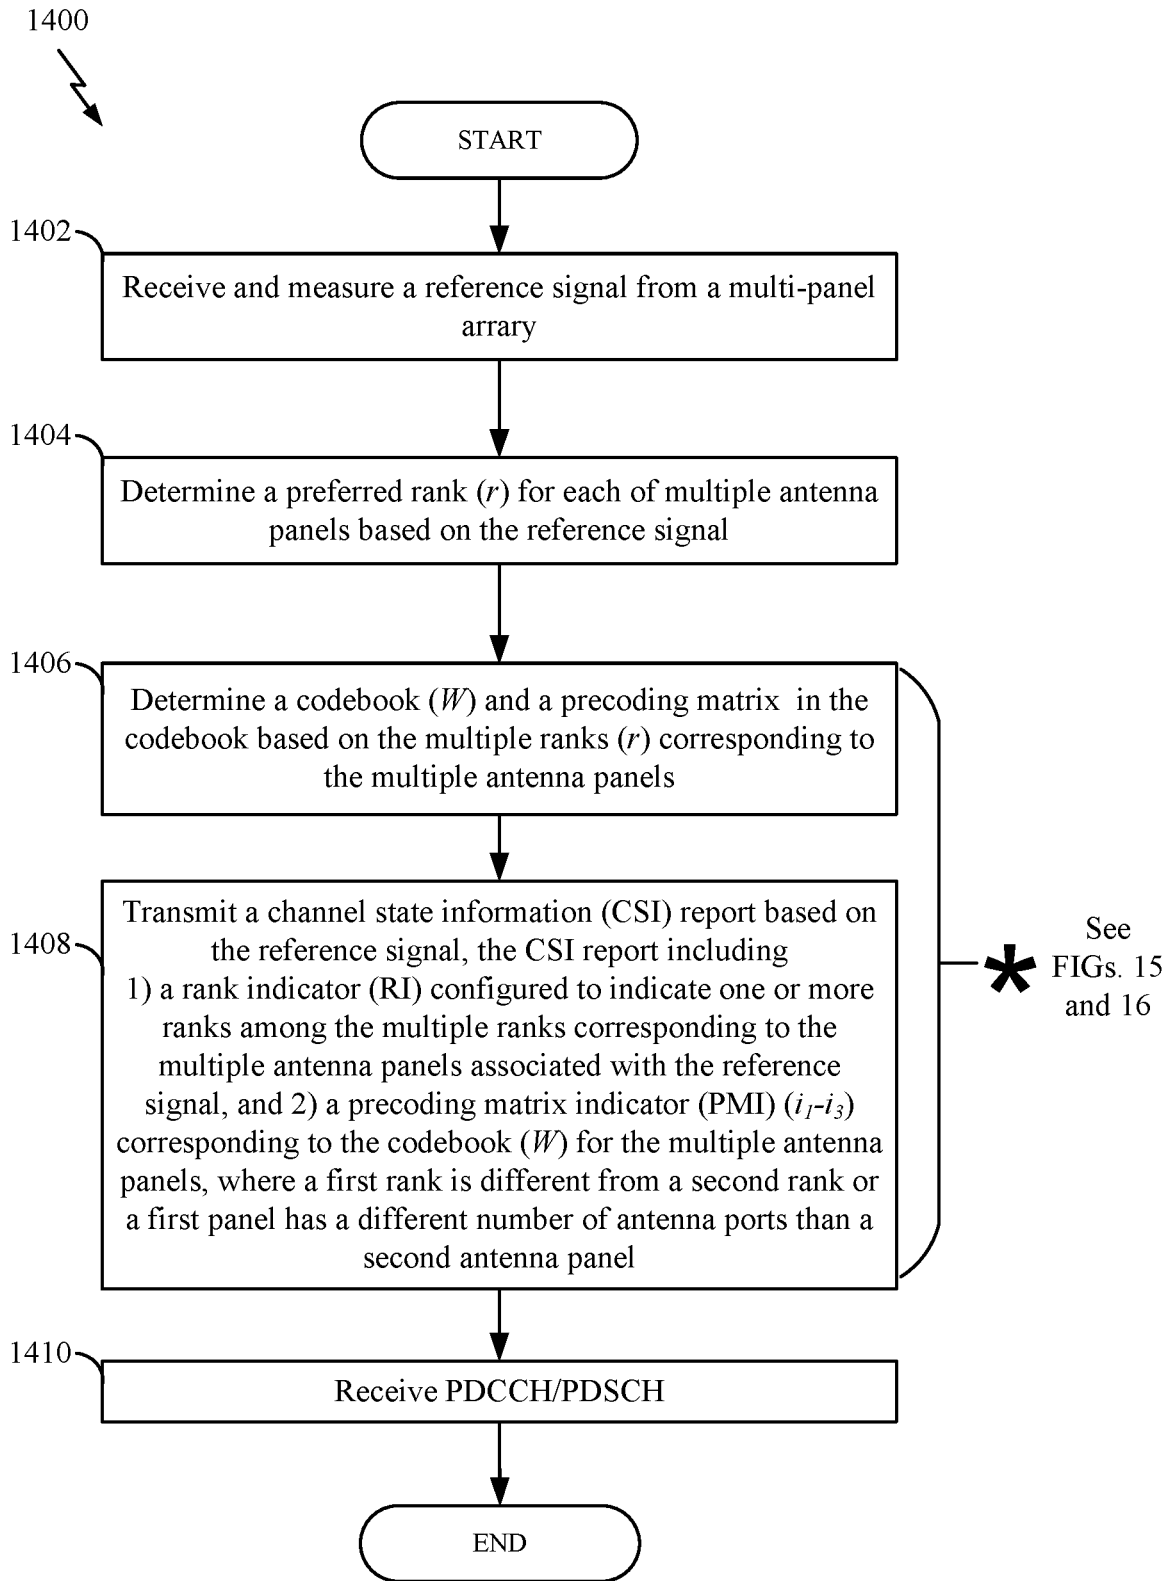 1400
START
1402
Receive and measure a reference signal from a multi-panel
arrary
1404
Determine a preferred rank (r) for each of multiple antenna
panels based on the reference signal
1406
Determine a codebook (W) and a precoding matrix in the
codebook based on the multiple ranks (r) corresponding to
the multiple antenna panels
1408
Transmit a channel state information (CSI) report based on
the reference signal, the CSI report including
1) a rank indicator (RI) configured to indicate one or more
ranks among the multiple ranks corresponding to the
multiple antenna panels associated with the reference
signal, and 2) a precoding matrix indicator (PMI) (i1-i3)
corresponding to the codebook (W) for the multiple antenna
panels, where a first rank is different from a second rank or
a first panel has a different number of antenna ports than a
second antenna panel
*
See
FIGs. 15
and 16
1410
Receive PDCCH/PDSCH
END